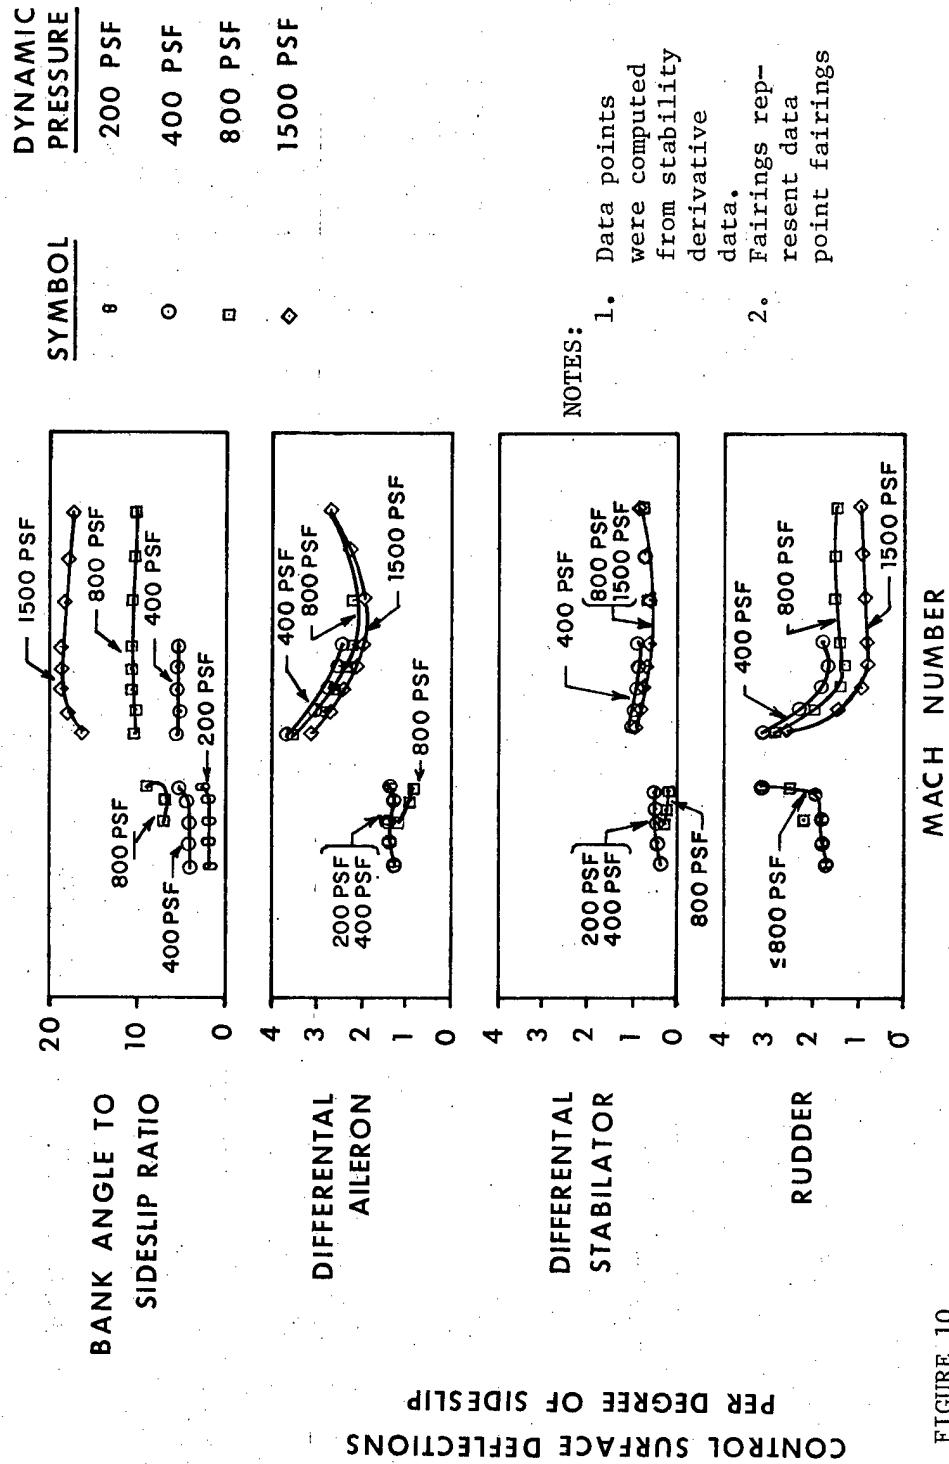 SYMBOL
DYNAMIC
PRESSURE
200 PSF
400 PSF
800 PSF
1500 PSF
BANK ANGLE TO
SIDESLIP RATIO
20
10
0
1500 PSF
800 PSF
400 PSF
200 PSF
800 PSF
400 PSF
DIFFERENTAL
AILERON
4
3
2
1
0
400 PSF
800 PSF
1500 PSF
200 PSF
400 PSF
800 PSF
DIFFERENTAL
STABILATOR
4
3
2
1
0
400 PSF
800 PSF
1500 PSF
200 PSF
400 PSF
800 PSF
RUDDER
4
3
2
1
0
400 PSF
800 PSF
1500 PSF
≤800 PSF
MACH NUMBER
CONTROL SURFACE DEFLECTIONS
PER DEGREE OF SIDESLIP
NOTES:
1. Data points
were computed
from stability
derivative
data.
2. Fairings rep-
resent data
point fairings
FIGURE 10